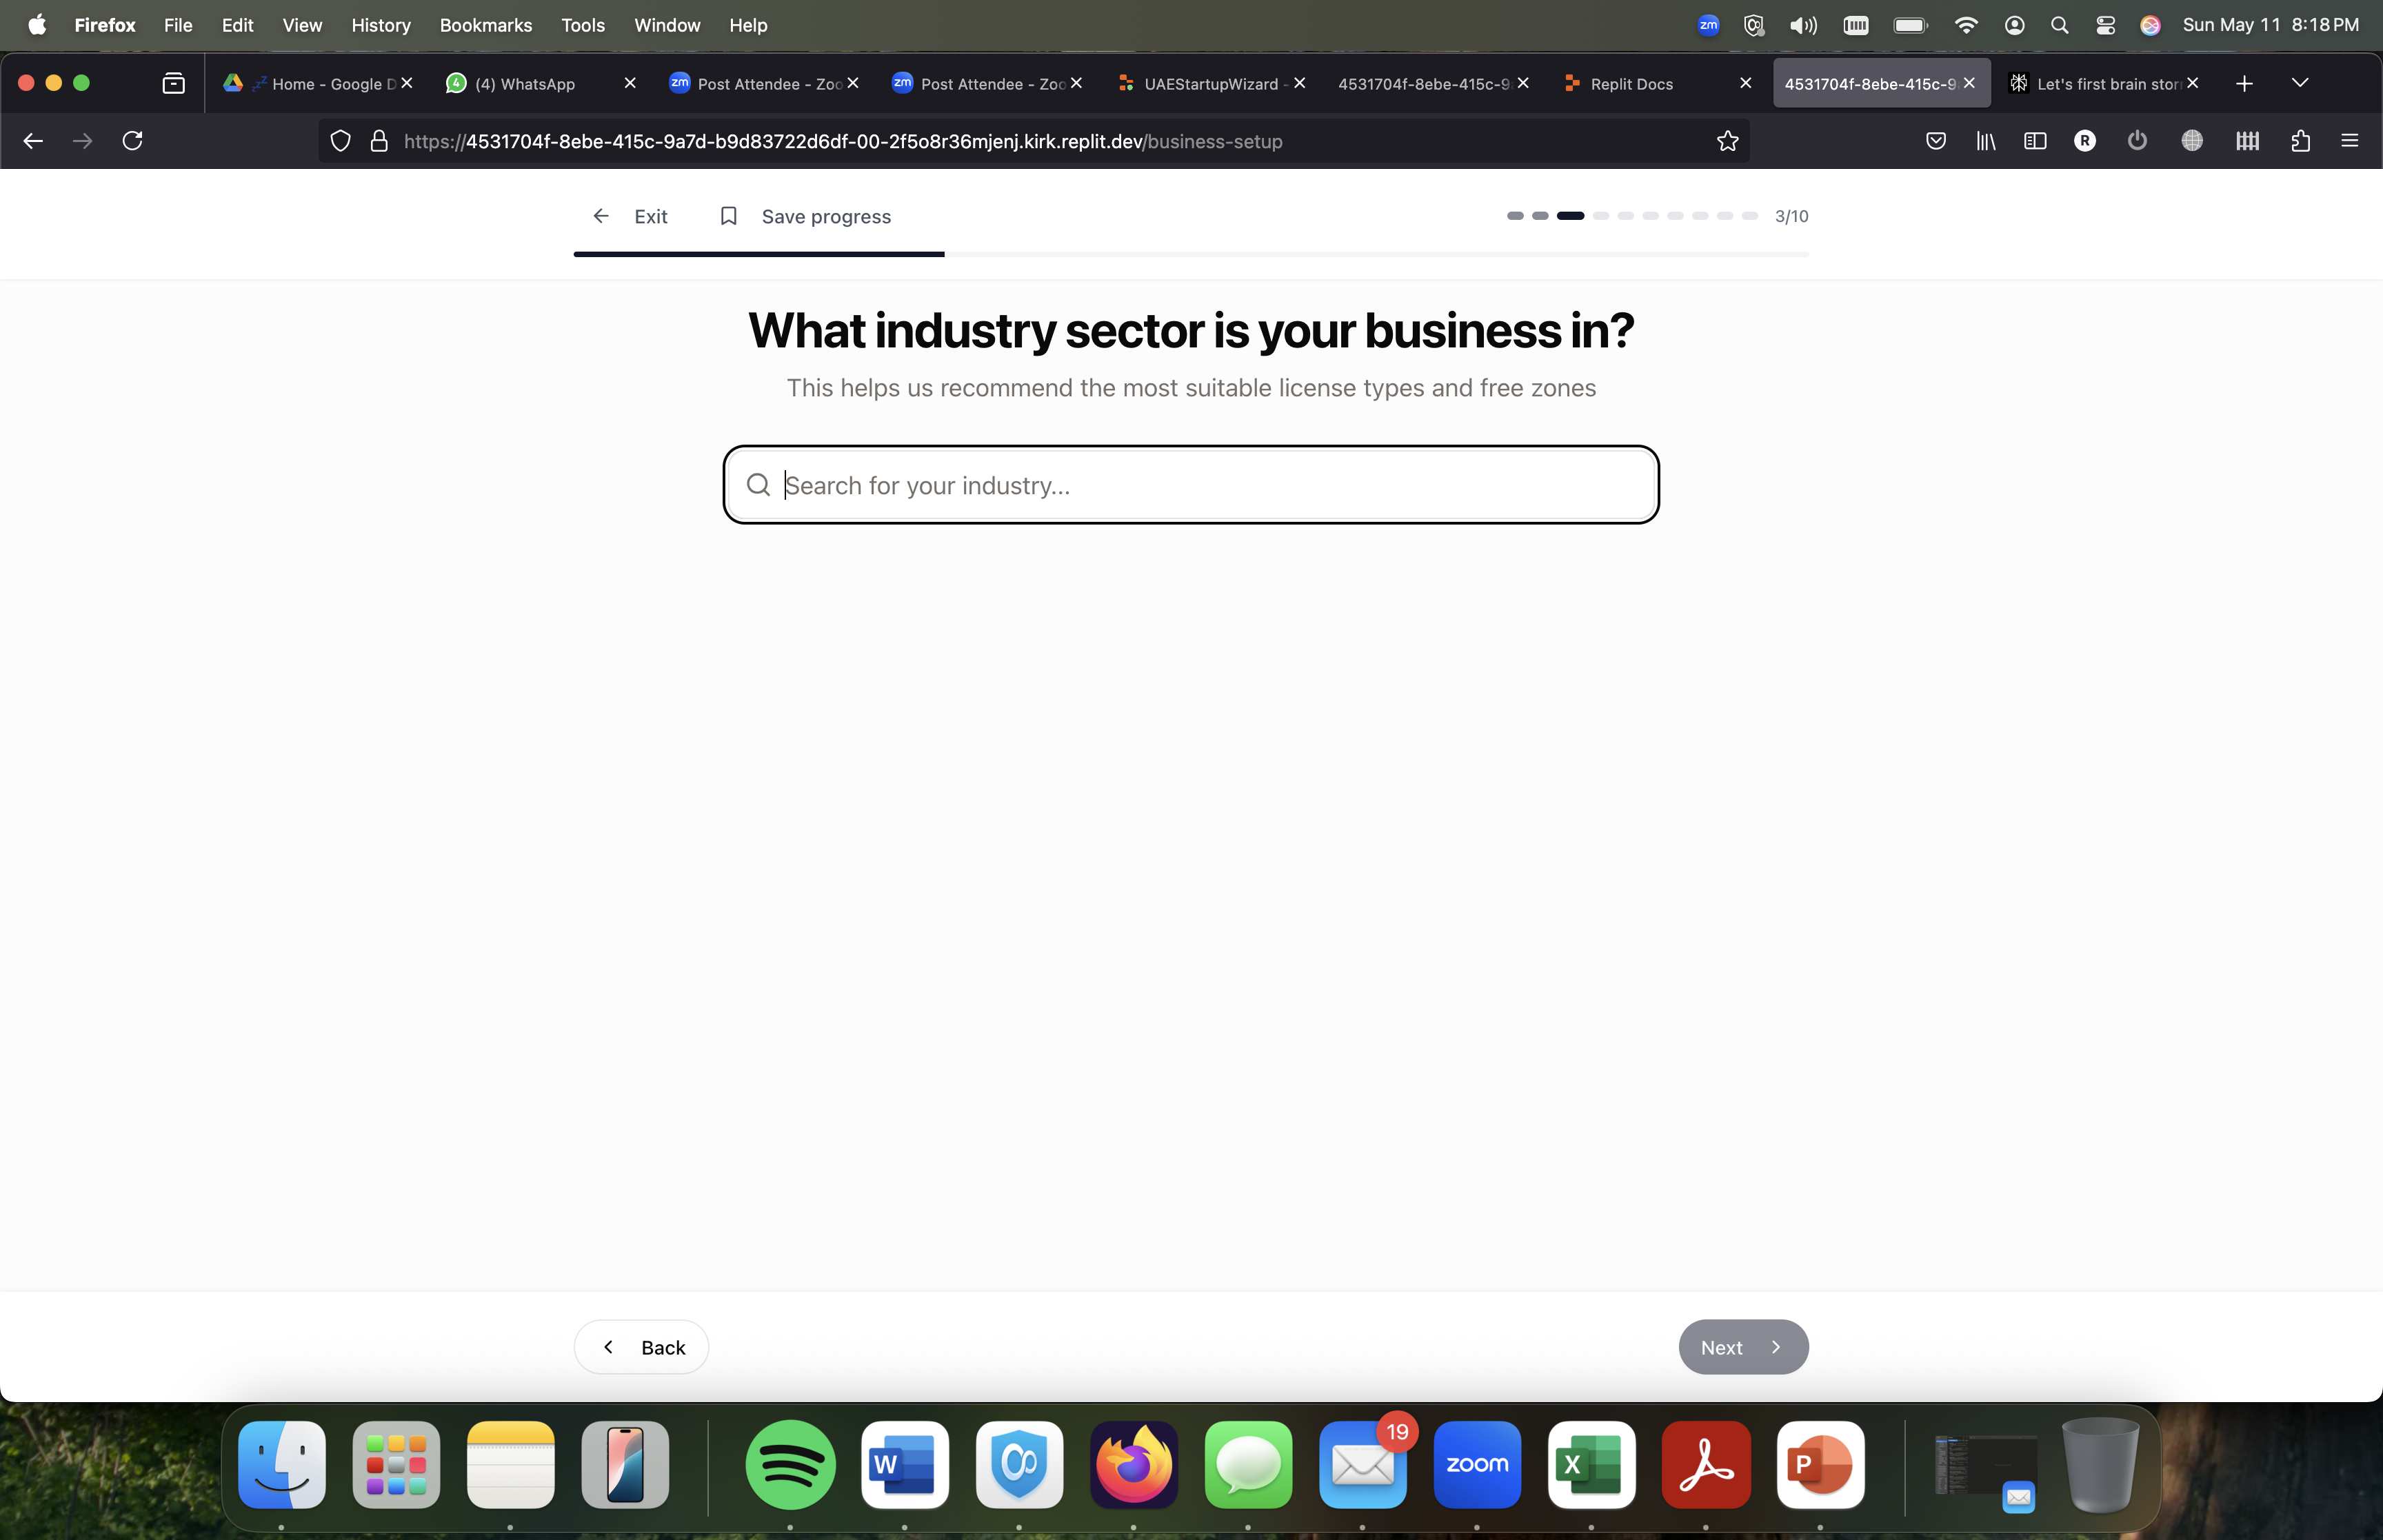 Firefox File Edit View History Bookmarks Tools Window Help zm Sun May 11 8:18 PM
Home - Google D (4) WhatsApp zm Post Attendee - Zoo zm Post Attendee - Zoo UAEStartupWizard - 4531704f-8ebe-415c-9 Replit Docs 4531704f-8ebe-415c-9 Let's first brain stor
https://4531704f-8ebe-415c-9a7d-b9d83722d6df-00-2f5o8r36mjenj.kirk.replit.dev/business-setup R
Exit Save progress 3/10
What industry sector is your business in?
This helps us recommend the most suitable license types and free zones
Search for your industry...
Back Next
W 19 zoom X P